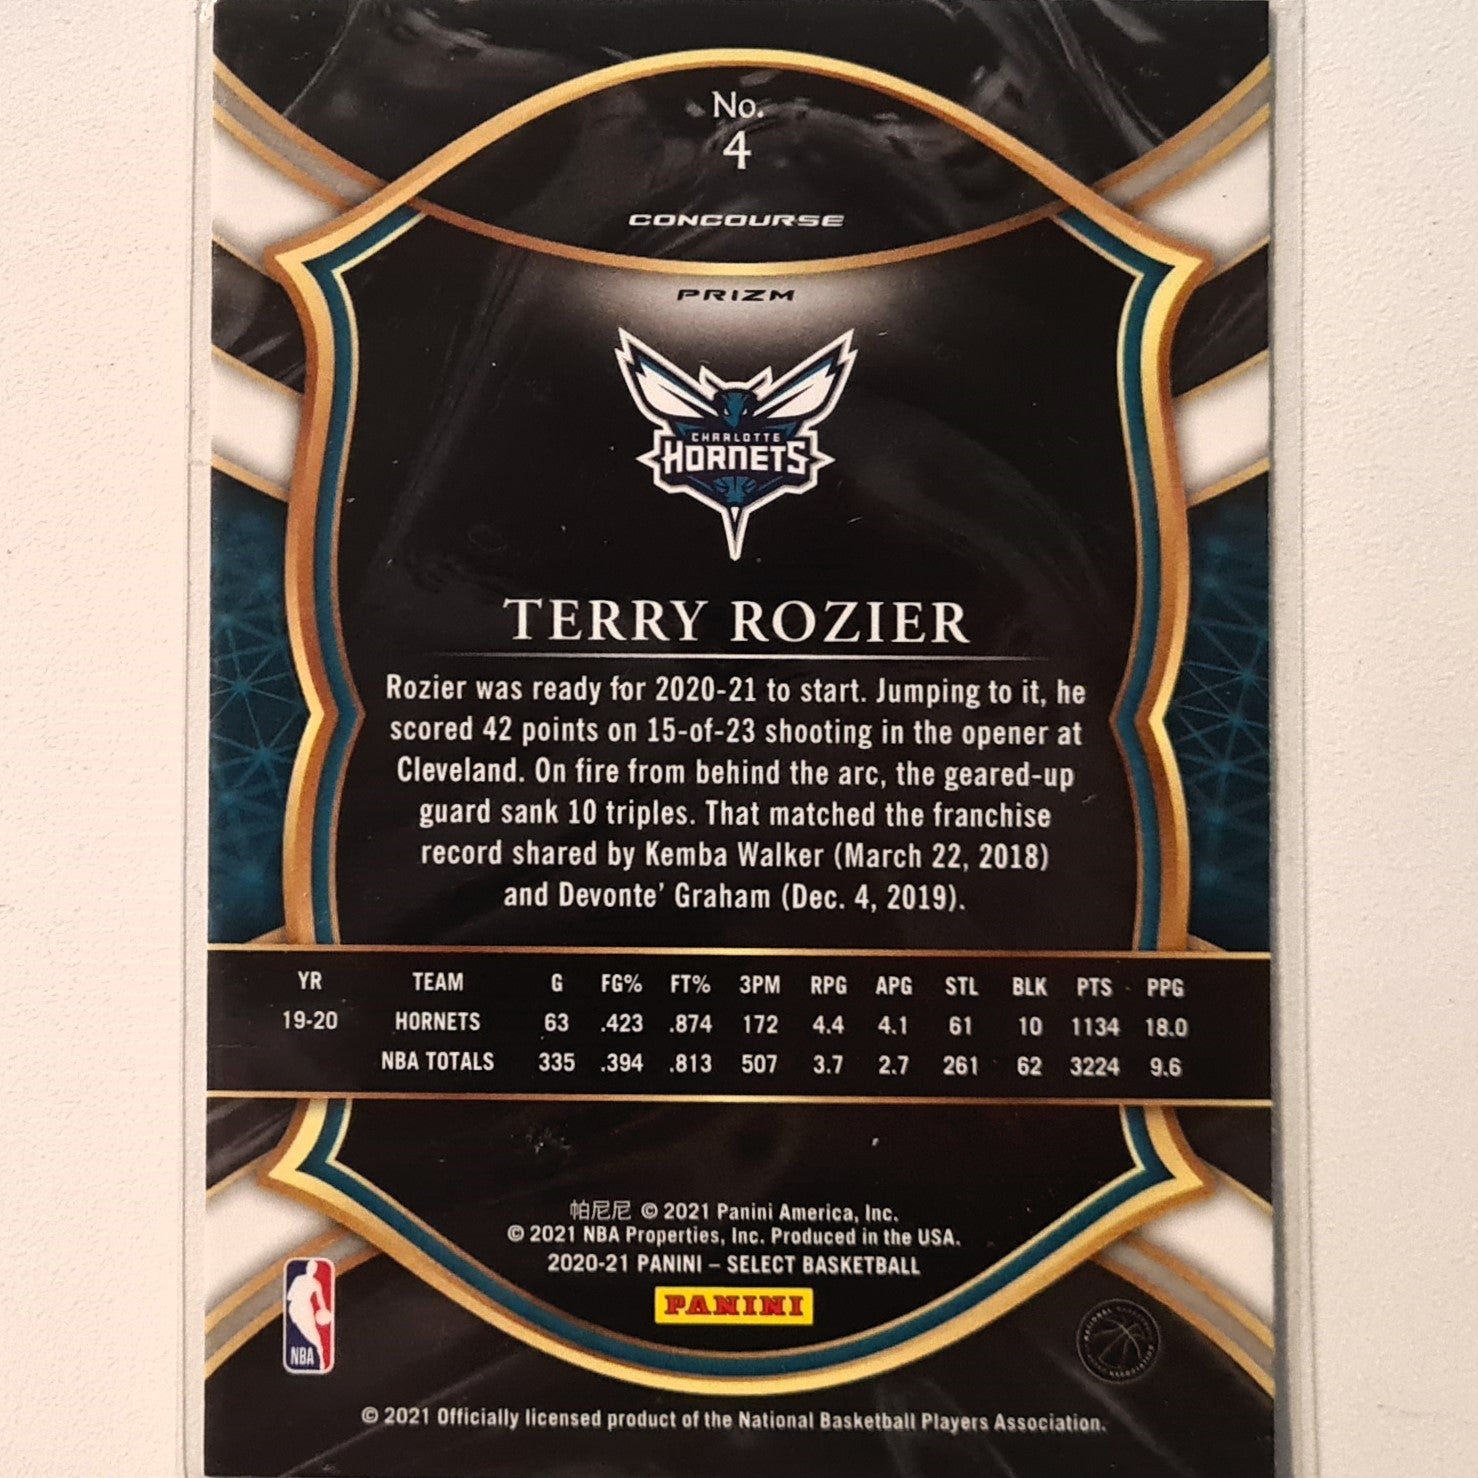 No.
4
CONCOURSE
PRIZM
CHARLOTTE
HORNETS
TERRY ROZIER
Rozier was ready for 2020-21 to start. Jumping to it, he
scored 42 points on 15-of-23 shooting in the opener at
Cleveland. On fire from behind the arc, the geared-up
guard sank 10 triples. That matched the franchise
record shared by Kemba Walker (March 22, 2018)
and Devonte' Graham (Dec. 4, 2019).
YR TEAM G FG% FT% 3PM RPG APG STL BLK PTS PPG
19-20 HORNETS 63 .423 .874 172 4.4 4.1 61 10 1134 18.0
NBA TOTALS 335 .394 .813 507 3.7 2.7 261 62 3224 9.6
帕尼尼 © 2021 Panini America, Inc.
© 2021 NBA Properties, Inc. Produced in the USA.
2020-21 PANINI – SELECT BASKETBALL
PANINI
NBA
NATIONAL BASKETBALL PLAYERS ASSOCIATION
© 2021 Officially licensed product of the National Basketball Players Association.